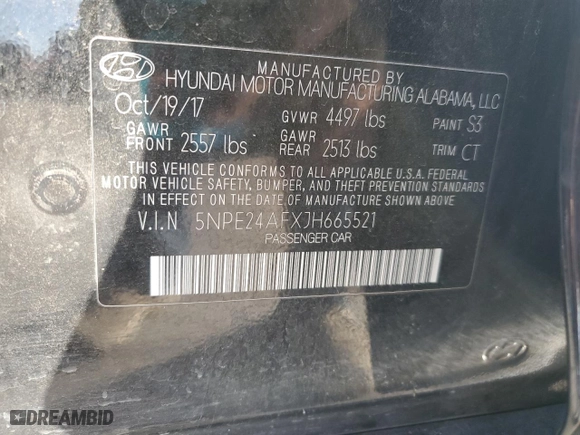 MANUFACTURED BY
HYUNDAI MOTOR MANUFACTURING ALABAMA, LLC
Oct/19/17 GVWR 4497 lbs PAINT S3
GAWR FRONT 2557 lbs GAWR REAR 2513 lbs TRIM CT
THIS VEHICLE CONFORMS TO ALL APPLICABLE U.S.A. FEDERAL
MOTOR VEHICLE SAFETY, BUMPER, AND THEFT PREVENTION STANDARDS
IN EFFECT ON THE DATE OF MANUFACTURE SHOWN ABOVE.
V.I.N 5NPE24AFXJH665521
PASSENGER CAR
DREAMBID